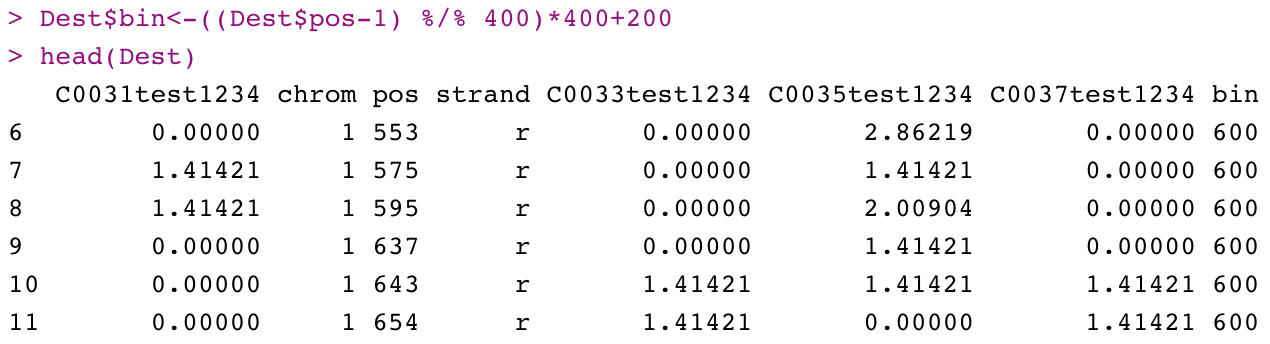 > Dest$bin<-((Dest$pos-1) %/% 400)*400+200
> head(Dest)
   C0031test1234 chrom pos strand C0033test1234 C0035test1234 C0037test1234 bin
6        0.00000     1 553      r       0.00000       2.86219       0.00000 600
7        1.41421     1 575      r       0.00000       1.41421       0.00000 600
8        1.41421     1 595      r       0.00000       2.00904       0.00000 600
9        0.00000     1 637      r       0.00000       1.41421       0.00000 600
10       0.00000     1 643      r       1.41421       1.41421       1.41421 600
11       0.00000     1 654      r       1.41421       0.00000       1.41421 600